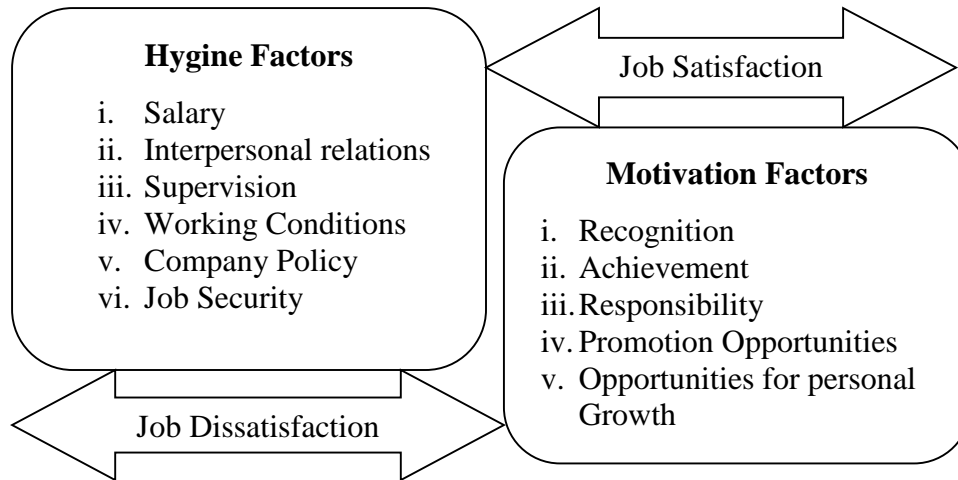 Hygine Factors
i. Salary
ii. Interpersonal relations
iii. Supervision
iv. Working Conditions
v. Company Policy
vi. Job Security
Job Dissatisfaction
Job Satisfaction
Motivation Factors
i. Recognition
ii. Achievement
iii. Responsibility
iv. Promotion Opportunities
v. Opportunities for personal
Growth